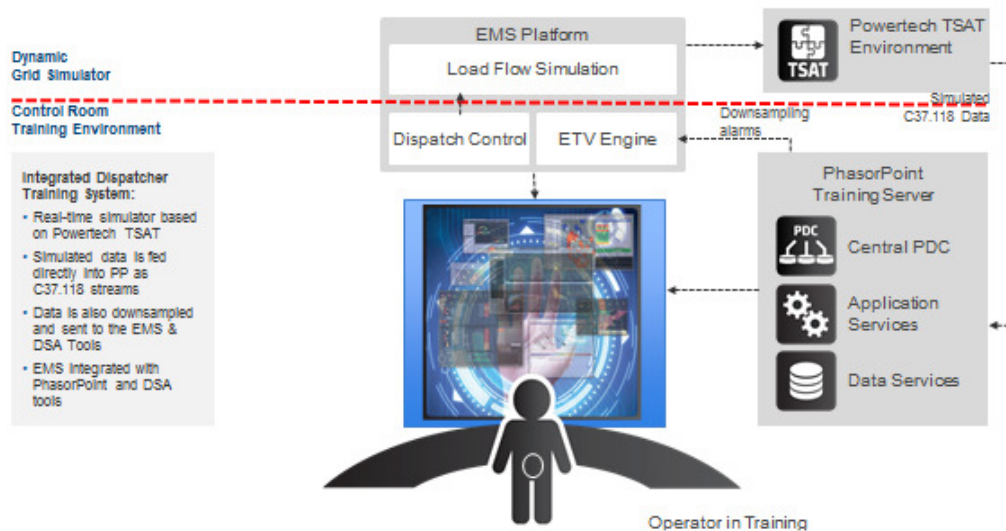 Dynamic
Grid Simulator
Control Room
Training Environment
Integrated Dispatcher
Training System:
• Real-time simulator based
on Powertech TSAT
• Simulated data is fed
directly into PP as
C37.118 streams
• Data is also downsampled
and sent to the EMS &
DSA Tools
• EMS integrated with
PhasorPoint and DSA
tools
EMS Platform
Load Flow Simulation
Dispatch Control
ETV Engine
TSAT
Powertech TSAT
Environment
Simulated
C37.118 Data
Downsampling
alarms
PhasorPoint
Training Server
PDC
Central PDC
Application
Services
Data Services
Operator in Training